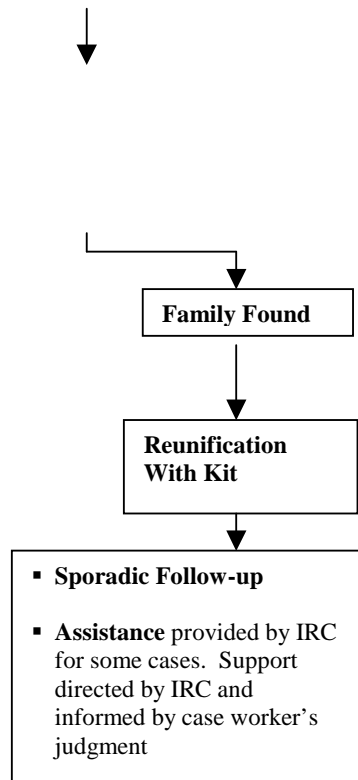 Family Found
Reunification
With Kit
▪ Sporadic Follow-up
▪ Assistance provided by IRC
for some cases.  Support
directed by IRC and
informed by case worker’s
judgment